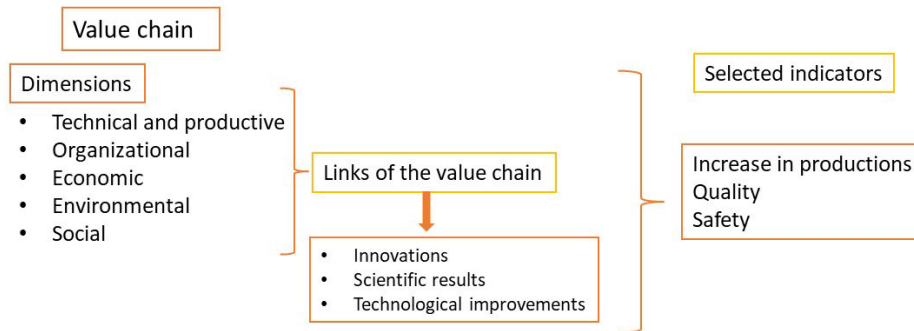 Value chain
Dimensions
• Technical and productive
• Organizational
• Economic
• Environmental
• Social
Links of the value chain
• Innovations
• Scientific results
• Technological improvements
Selected indicators
Increase in productions
Quality
Safety